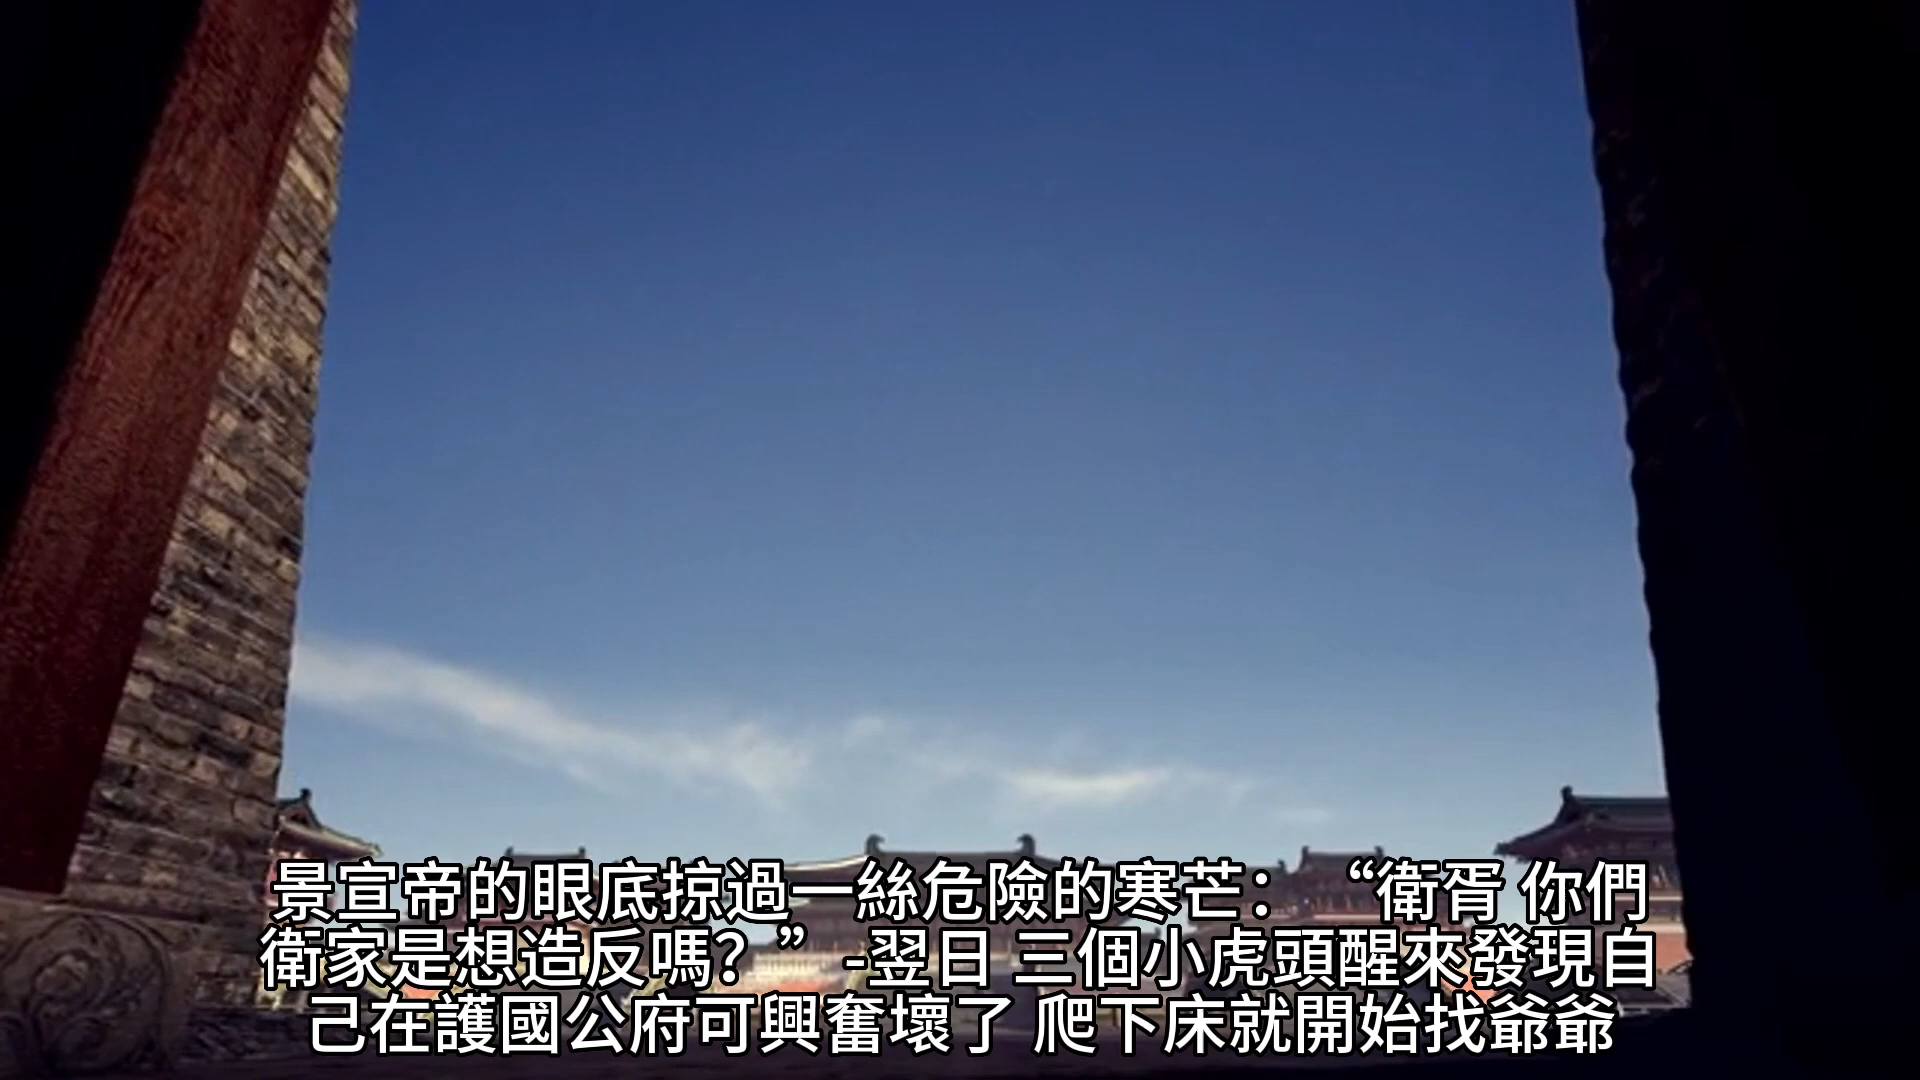 景宣帝的眼底掠過一絲危險的寒芒：“衛胥 你們
衛家是想造反嗎？” -翌日 三個小虎頭醒來發現自
己在護國公府可興奮壞了 爬下床就開始找爺爺